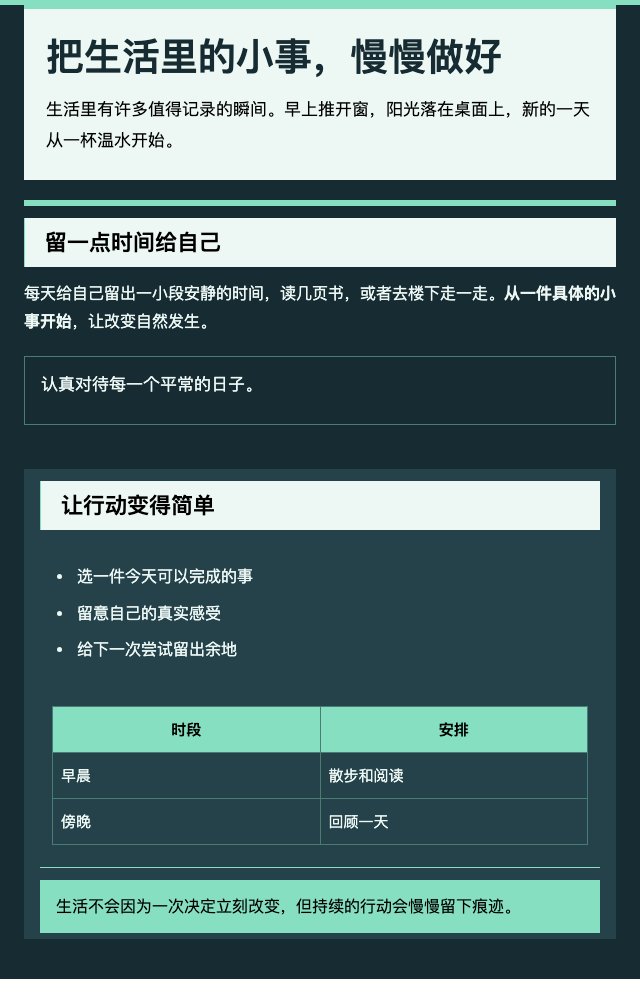 把生活里的小事，慢慢做好
生活里有许多值得记录的瞬间。早上推开窗，阳光落在桌面上，新的一天
从一杯温水开始。
留一点时间给自己
每天给自己留出一小段安静的时间，读几页书，或者去楼下走一走。从一件具体的小
事开始，让改变自然发生。
认真对待每一个平常的日子。
让行动变得简单
• 选一件今天可以完成的事
• 留意自己的真实感受
• 给下一次尝试留出余地
时段 安排
早晨 散步和阅读
傍晚 回顾一天
生活不会因为一次决定立刻改变，但持续的行动会慢慢留下痕迹。